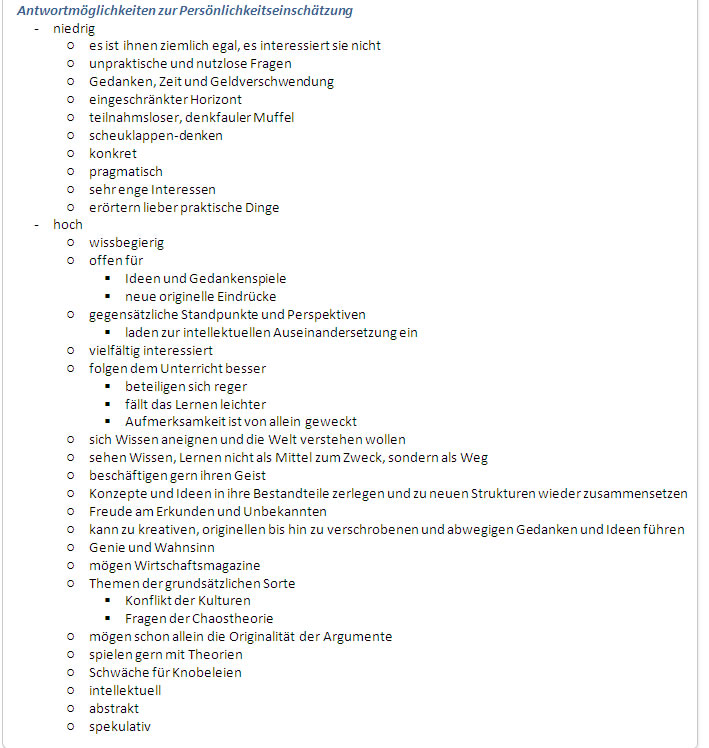 Antwortmöglichkeiten zur Persönlichkeitseinschätzung
- niedrig
o es ist ihnen ziemlich egal, es interessiert sie nicht
o unpraktische und nutzlose Fragen
o Gedanken, Zeit und Geldverschwendung
o eingeschränkter Horizont
o teilnahmsloser, denkfauler Muffel
o scheuklappen-denken
o konkret
o pragmatisch
o sehr enge Interessen
o erörtern lieber praktische Dinge
- hoch
o wissbegierig
o offen für
▪ Ideen und Gedankenspiele
▪ neue originelle Eindrücke
o gegensätzliche Standpunkte und Perspektiven
▪ laden zur intellektuellen Auseinandersetzung ein
o vielfältig interessiert
o folgen dem Unterricht besser
▪ beteiligen sich reger
▪ fällt das Lernen leichter
▪ Aufmerksamkeit ist von allein geweckt
o sich Wissen aneignen und die Welt verstehen wollen
o sehen Wissen, Lernen nicht als Mittel zum Zweck, sondern als Weg
o beschäftigen gern ihren Geist
o Konzepte und Ideen in ihre Bestandteile zerlegen und zu neuen Strukturen wieder zusammensetzen
o Freude am Erkunden und Unbekannten
o kann zu kreativen, originellen bis hin zu verschrobenen und abwegigen Gedanken und Ideen führen
o Genie und Wahnsinn
o mögen Wirtschaftsmagazine
o Themen der grundsätzlichen Sorte
▪ Konflikt der Kulturen
▪ Fragen der Chaostheorie
o mögen schon allein die Originalität der Argumente
o spielen gern mit Theorien
o Schwäche für Knobeleien
o intellektuell
o abstrakt
o spekulativ